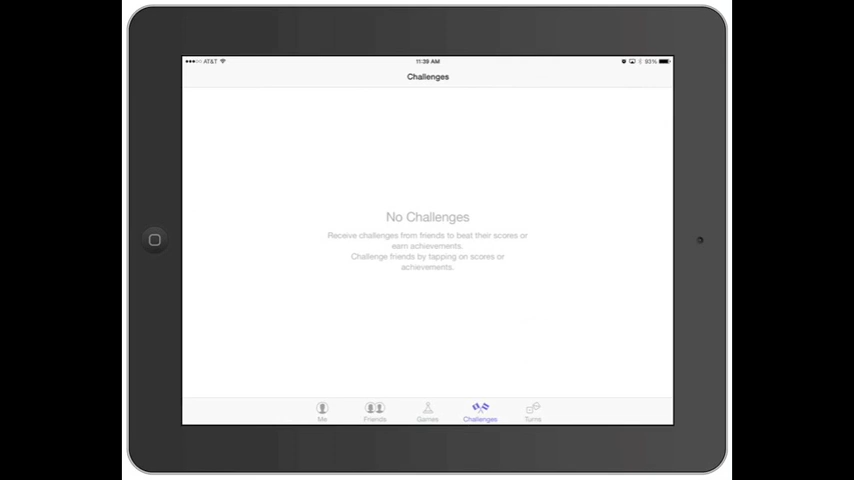 AT&T 11:39 AM 83%
Challenges
No Challenges
Receive challenges from friends to beat their scores or
earn achievements.
Challenge friends by tapping on scores or
achievements.
Me Friends Games Challenges Turns